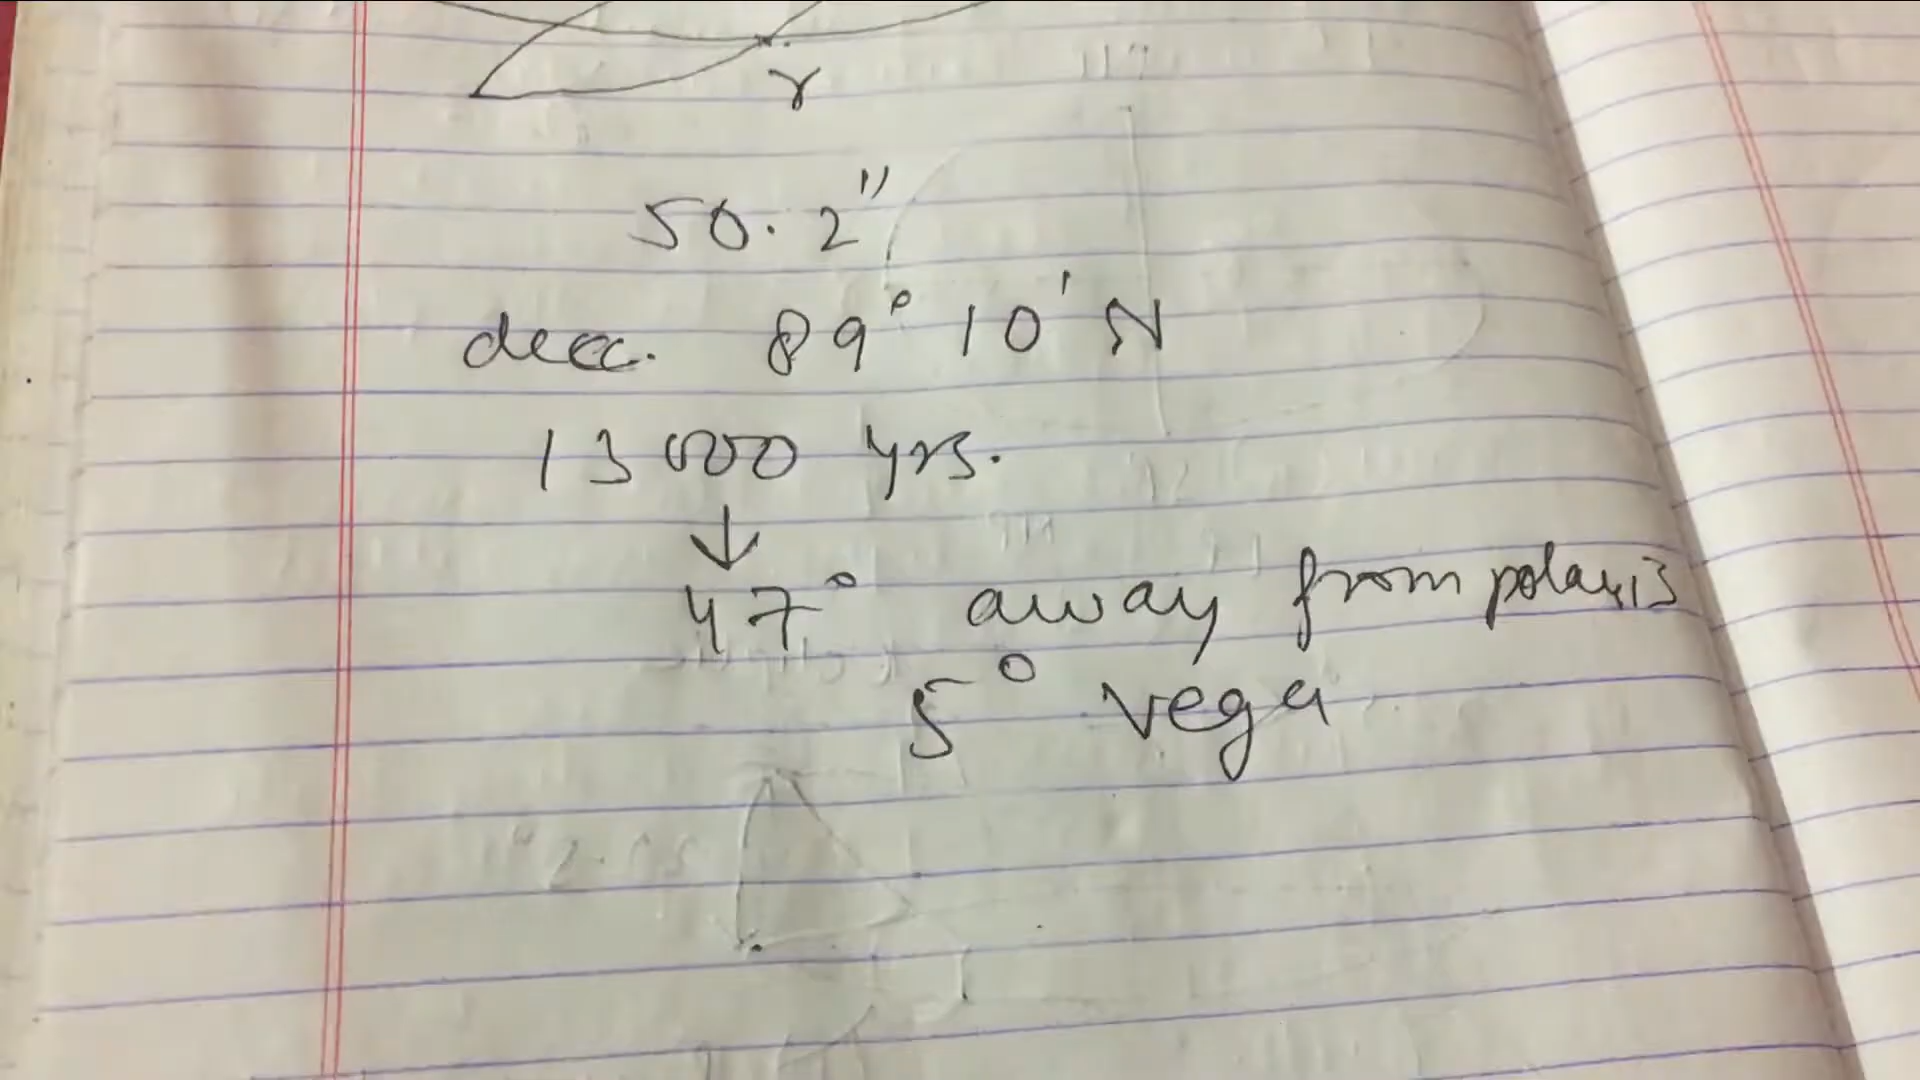 γ
50.2"
dec. 89° 10' N
13000 yrs.
↓
47° away from polaris
5° vega